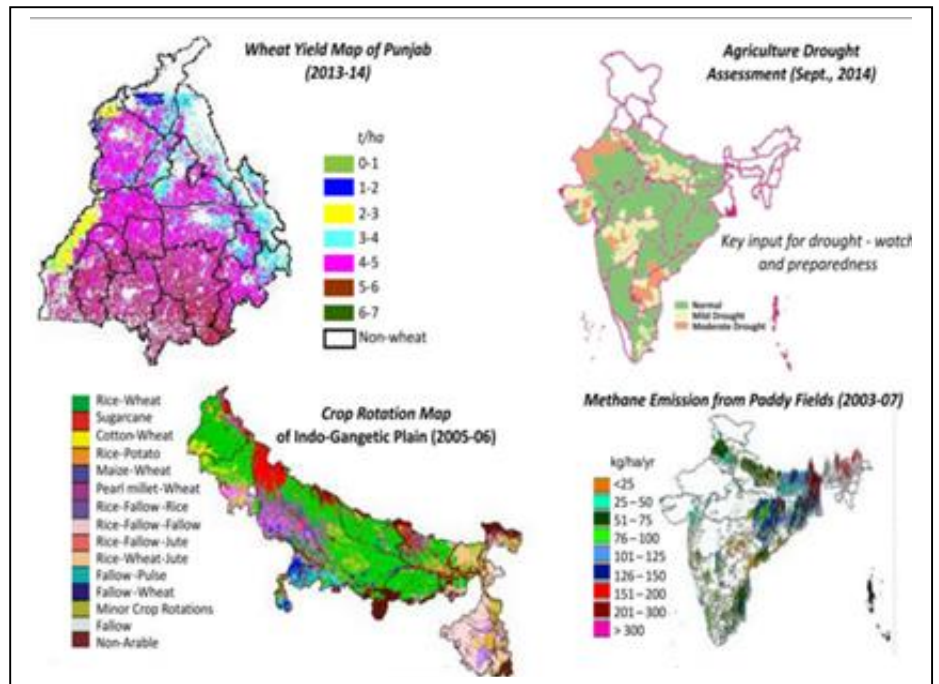 Wheat Yield Map of Punjab
(2013-14)
t/ha
0-1
1-2
2-3
3-4
4-5
5-6
6-7
Non-wheat
Agriculture Drought
Assessment (Sept., 2014)
Key input for drought - watch
and preparedness
Normal
Mild Drought
Moderate Drought
Rice-Wheat
Sugarcane
Cotton-Wheat
Rice-Potato
Maize-Wheat
Pearl millet-Wheat
Rice-Fallow-Rice
Rice-Fallow-Fallow
Rice-Fallow-Jute
Rice-Wheat-Jute
Fallow-Pulse
Fallow-Wheat
Minor Crop Rotations
Fallow
Non-Arable
Crop Rotation Map
of Indo-Gangetic Plain (2005-06)
Methane Emission from Paddy Fields (2003-07)
kg/ha/yr
<25
25 – 50
51 – 75
76 – 100
101 – 125
126 – 150
151 – 200
201 – 300
> 300